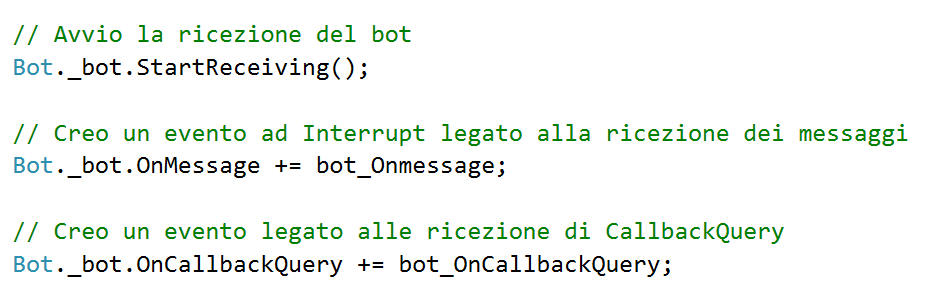 // Avvio la ricezione del bot
Bot._bot.StartReceiving();
// Creo un evento ad Interrupt legato alla ricezione dei messaggi
Bot._bot.OnMessage += bot_Onmessage;
// Creo un evento legato alle ricezione di CallbackQuery
Bot._bot.OnCallbackQuery += bot_OnCallbackQuery;